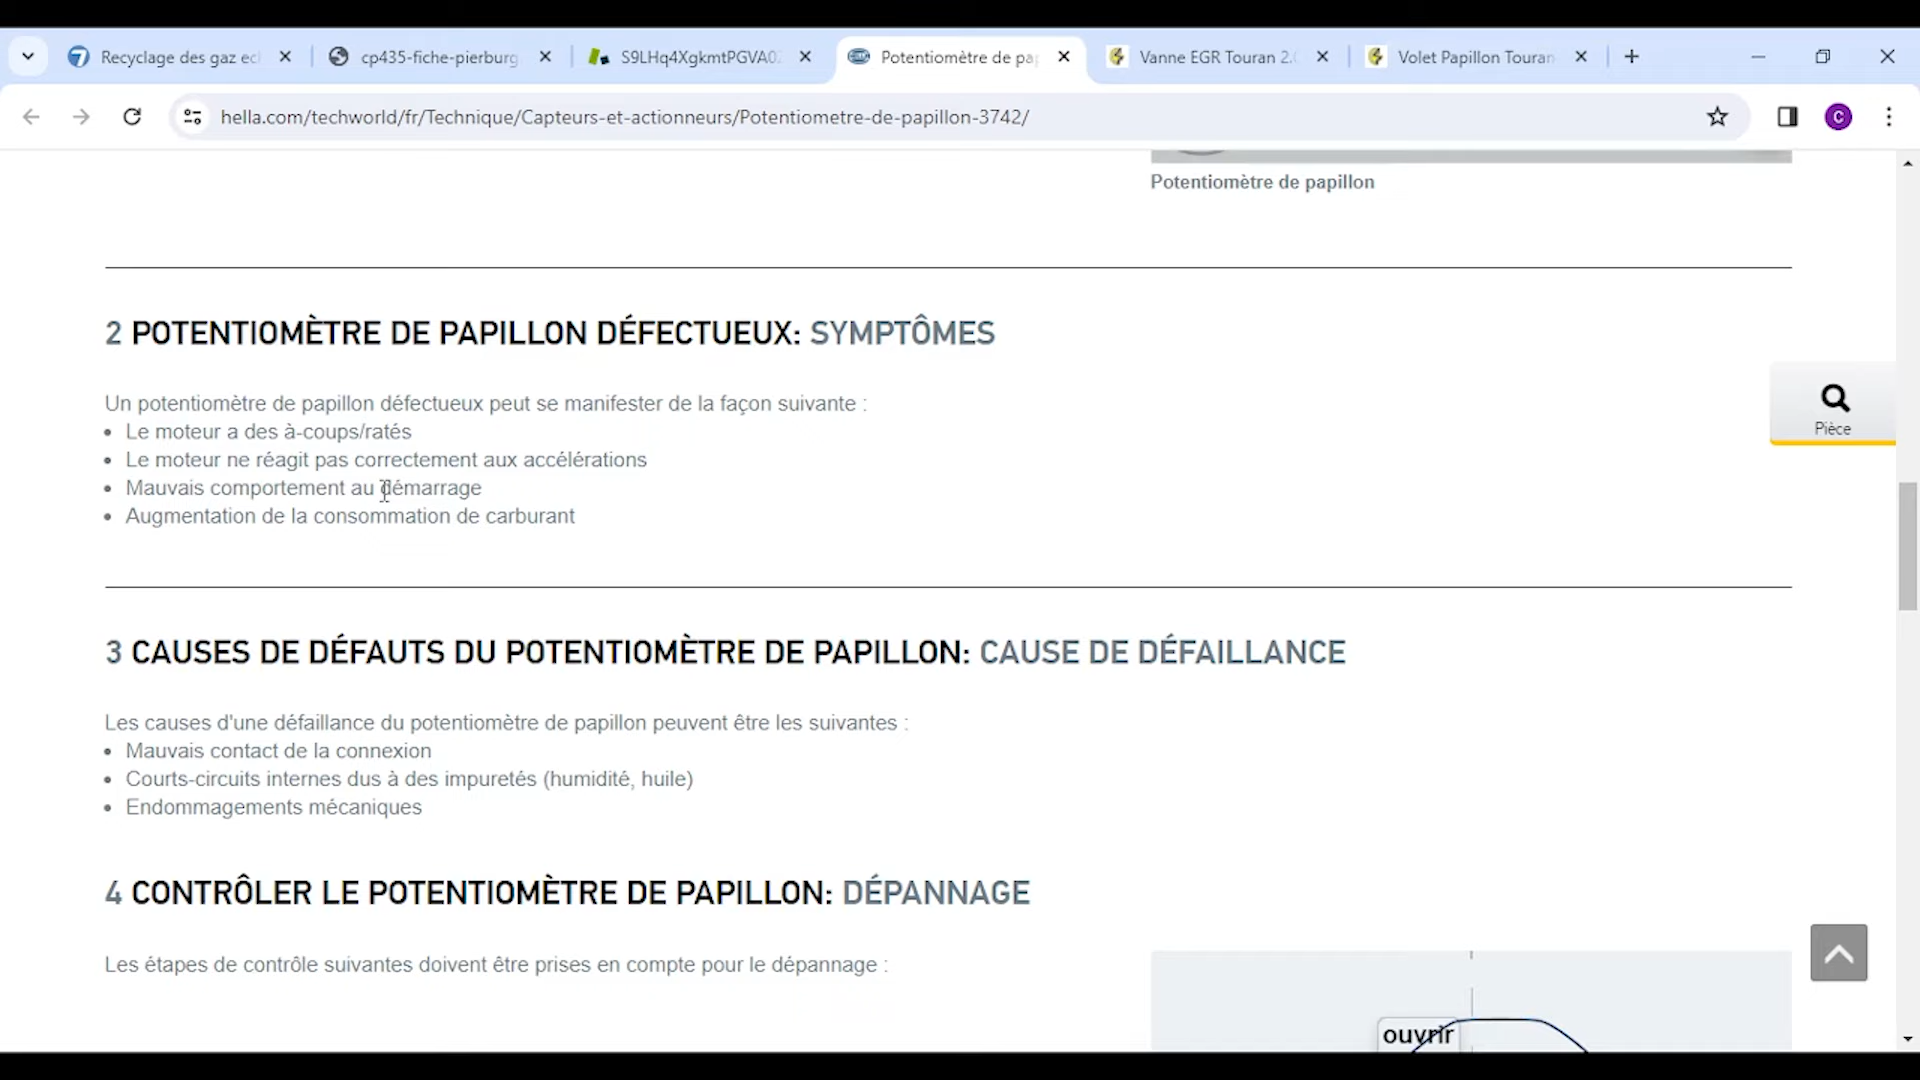 Recyclage des gaz ec
cp435-fiche-pierburg
S9LHq4XgkmtPGVA0
Potentiomètre de pa
Vanne EGR Touran 2.
Volet Papillon Touran
hella.com/techworld/fr/Technique/Capteurs-et-actionneurs/Potentiometre-de-papillon-3742/
C
Potentiomètre de papillon
2 POTENTIOMÈTRE DE PAPILLON DÉFECTUEUX: SYMPTÔMES
Un potentiomètre de papillon défectueux peut se manifester de la façon suivante :
• Le moteur a des à-coups/ratés
• Le moteur ne réagit pas correctement aux accélérations
• Mauvais comportement au démarrage
• Augmentation de la consommation de carburant
Pièce
3 CAUSES DE DÉFAUTS DU POTENTIOMÈTRE DE PAPILLON: CAUSE DE DÉFAILLANCE
Les causes d'une défaillance du potentiomètre de papillon peuvent être les suivantes :
• Mauvais contact de la connexion
• Courts-circuits internes dus à des impuretés (humidité, huile)
• Endommagements mécaniques
4 CONTRÔLER LE POTENTIOMÈTRE DE PAPILLON: DÉPANNAGE
Les étapes de contrôle suivantes doivent être prises en compte pour le dépannage :
ouvrir